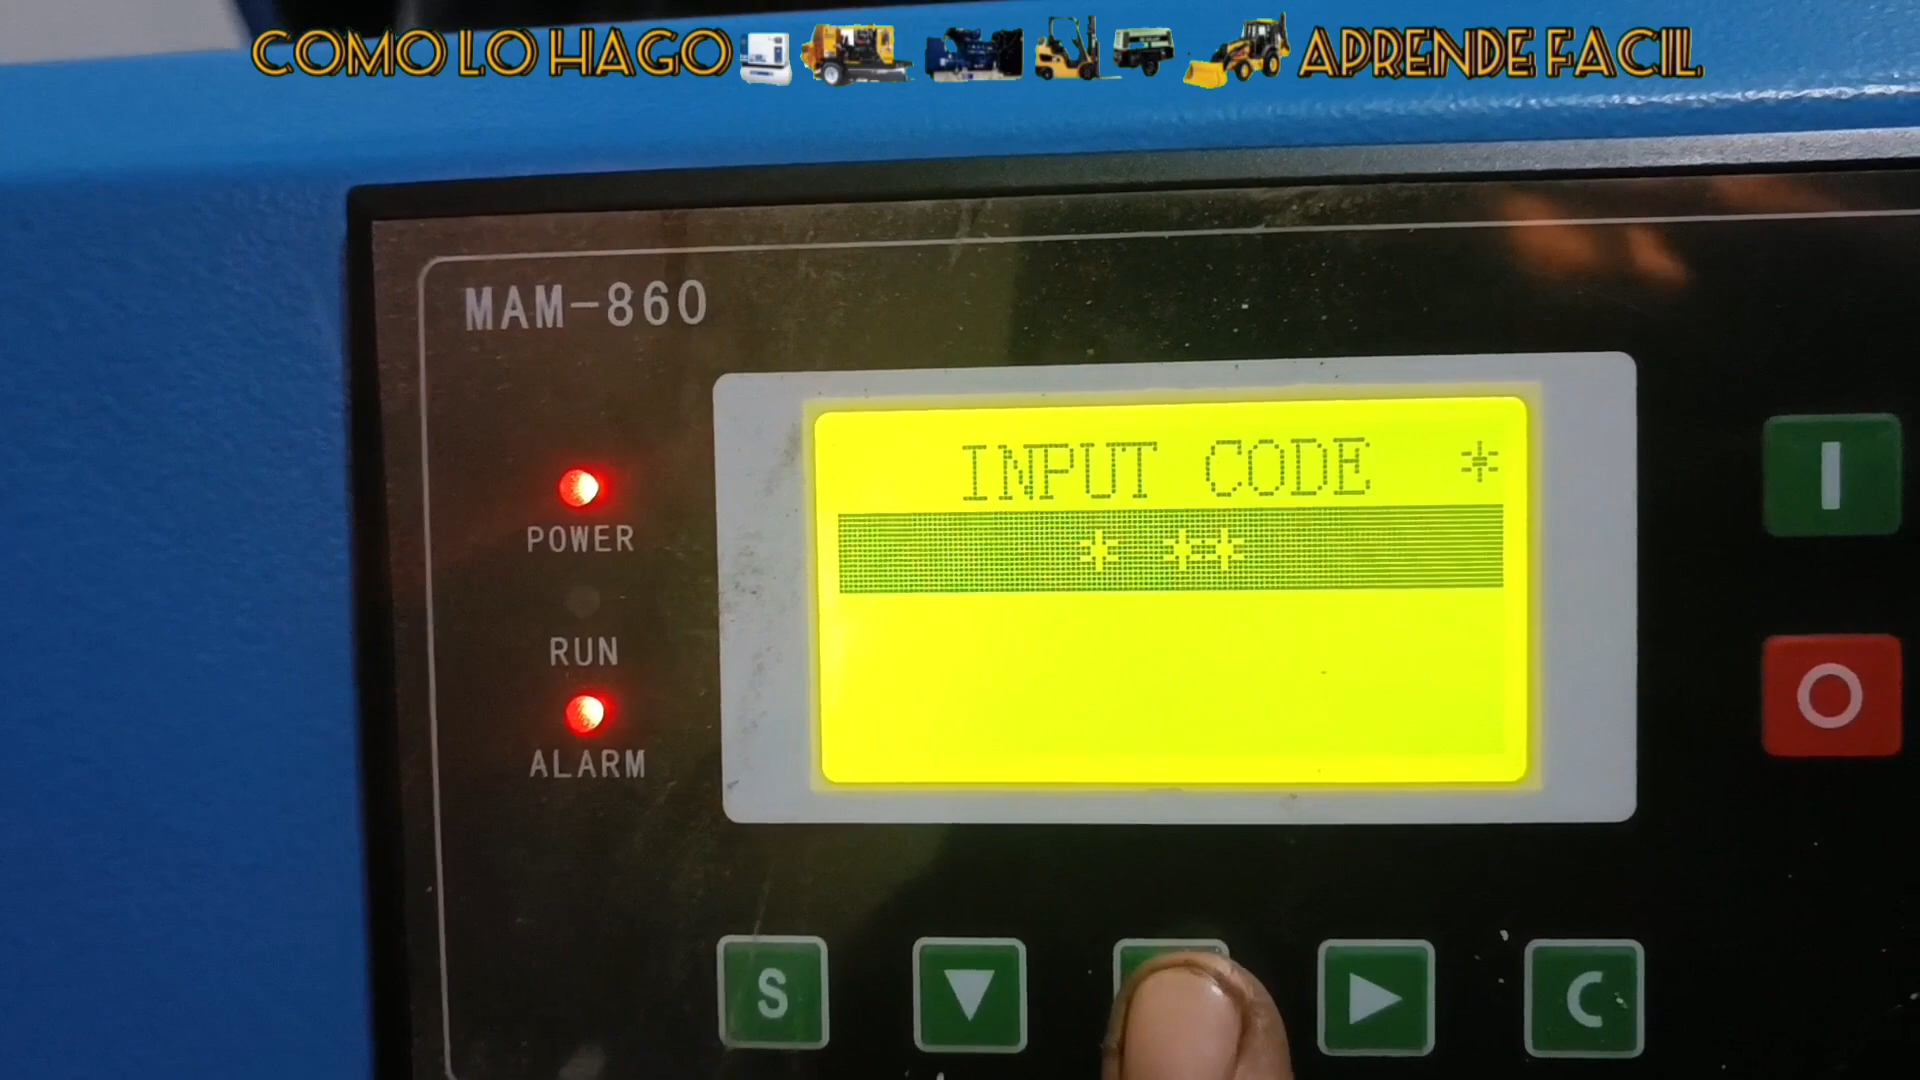 COMO LO HAGO APRENDE FACIL
MAM-860
INPUT CODE *
* **
POWER
RUN
ALARM
S
C